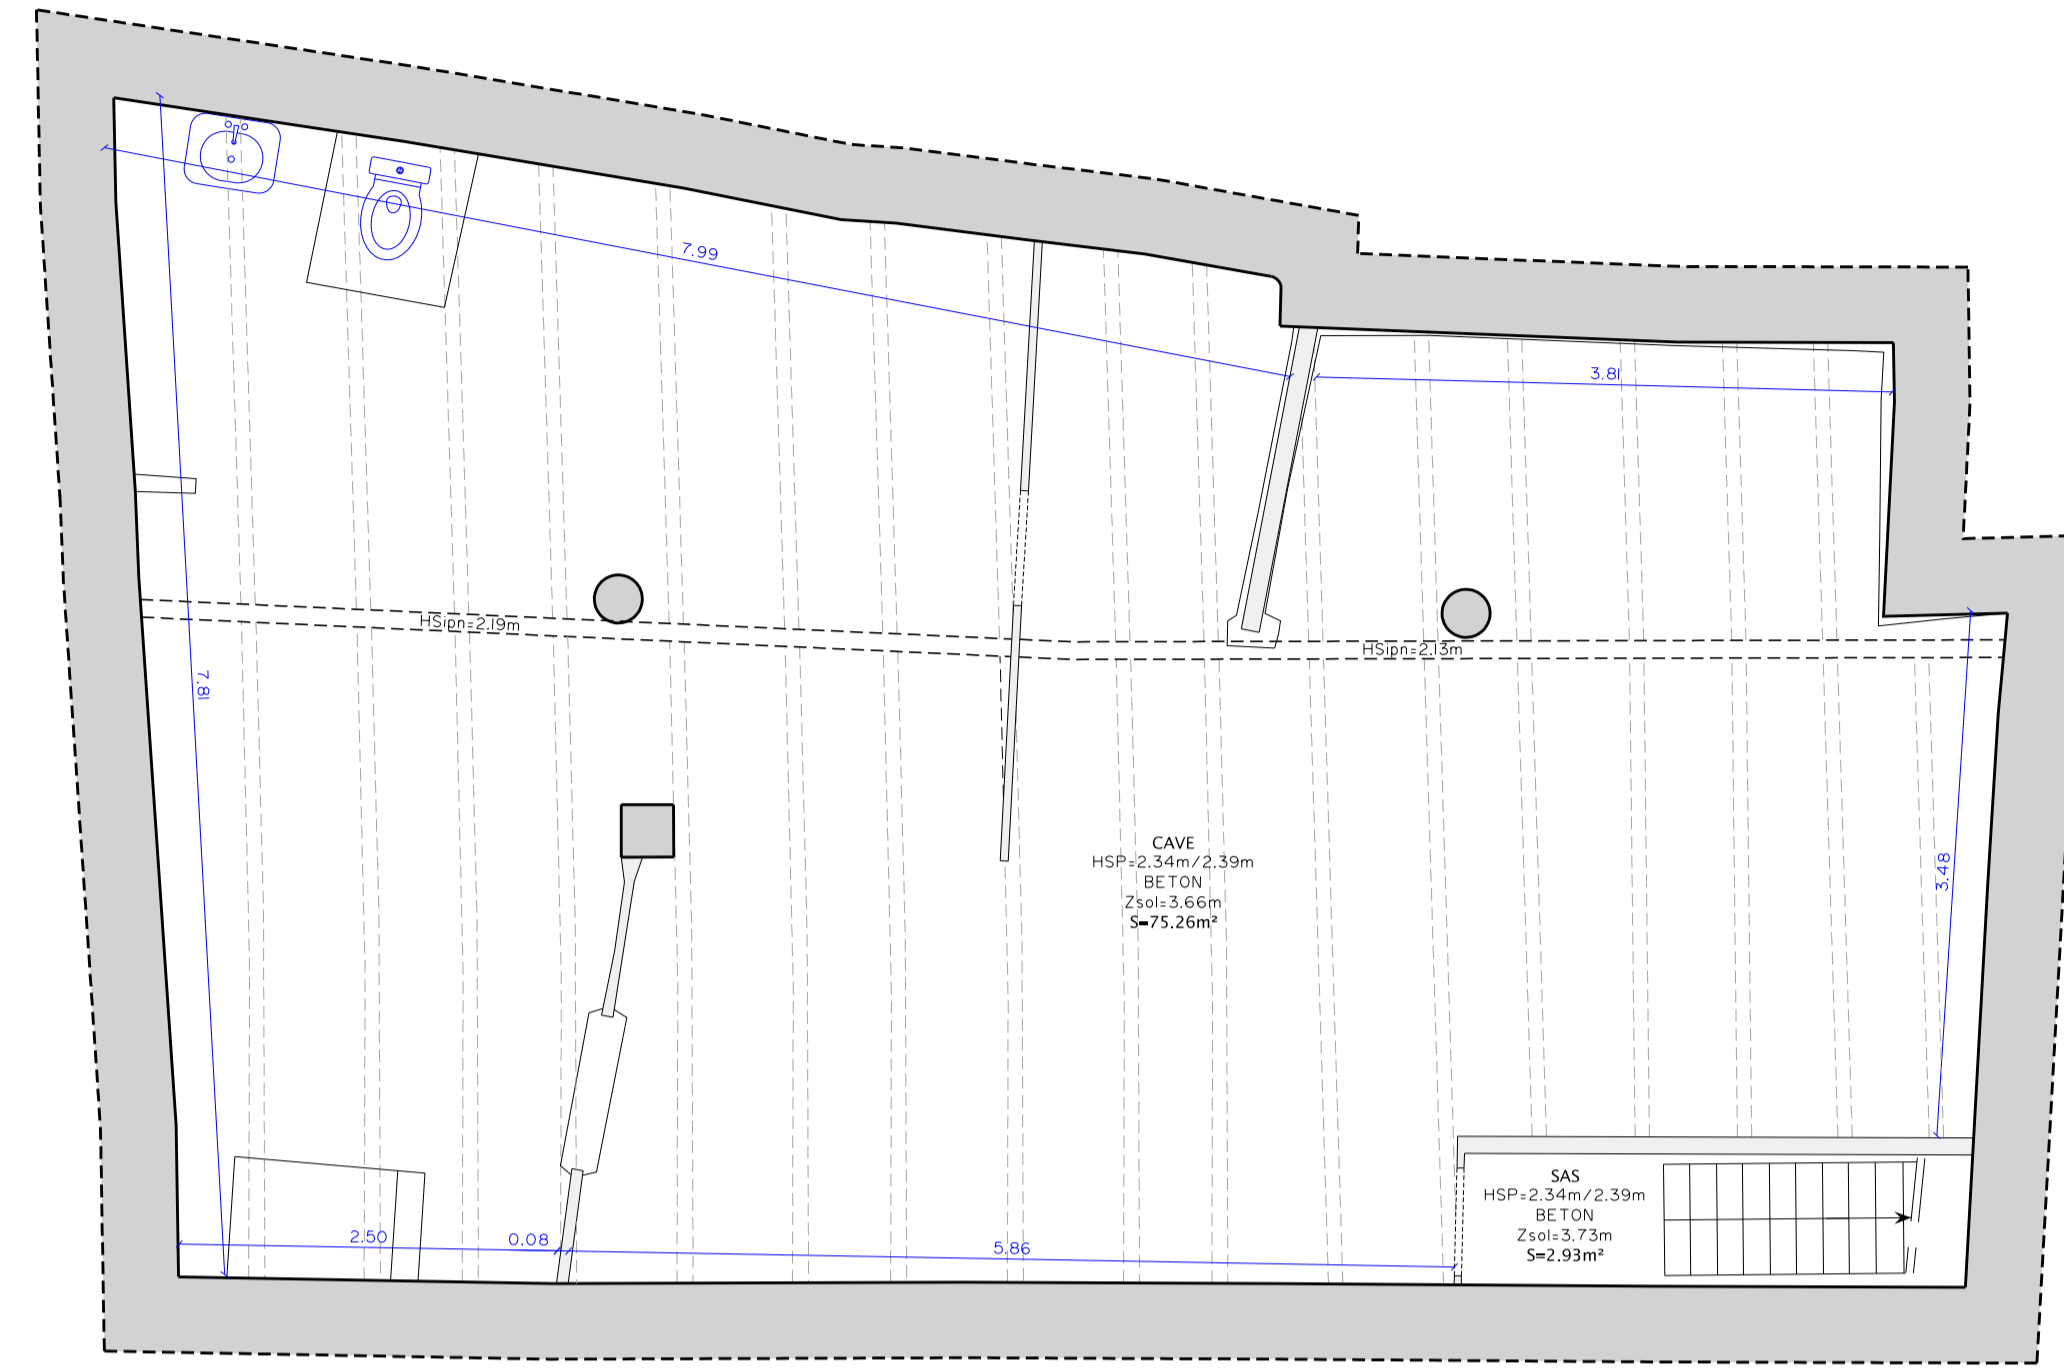 7.99
3.81
HSipn=2.19m
HSipn=2.13m
7.81
CAVE
HSP=2.34m/2.39m
BETON
Zsol=3.66m
S=75.26m²
3.48
SAS
HSP=2.34m/2.39m
BETON
Zsol=3.73m
S=2.93m²
2.50
0.08
5.86